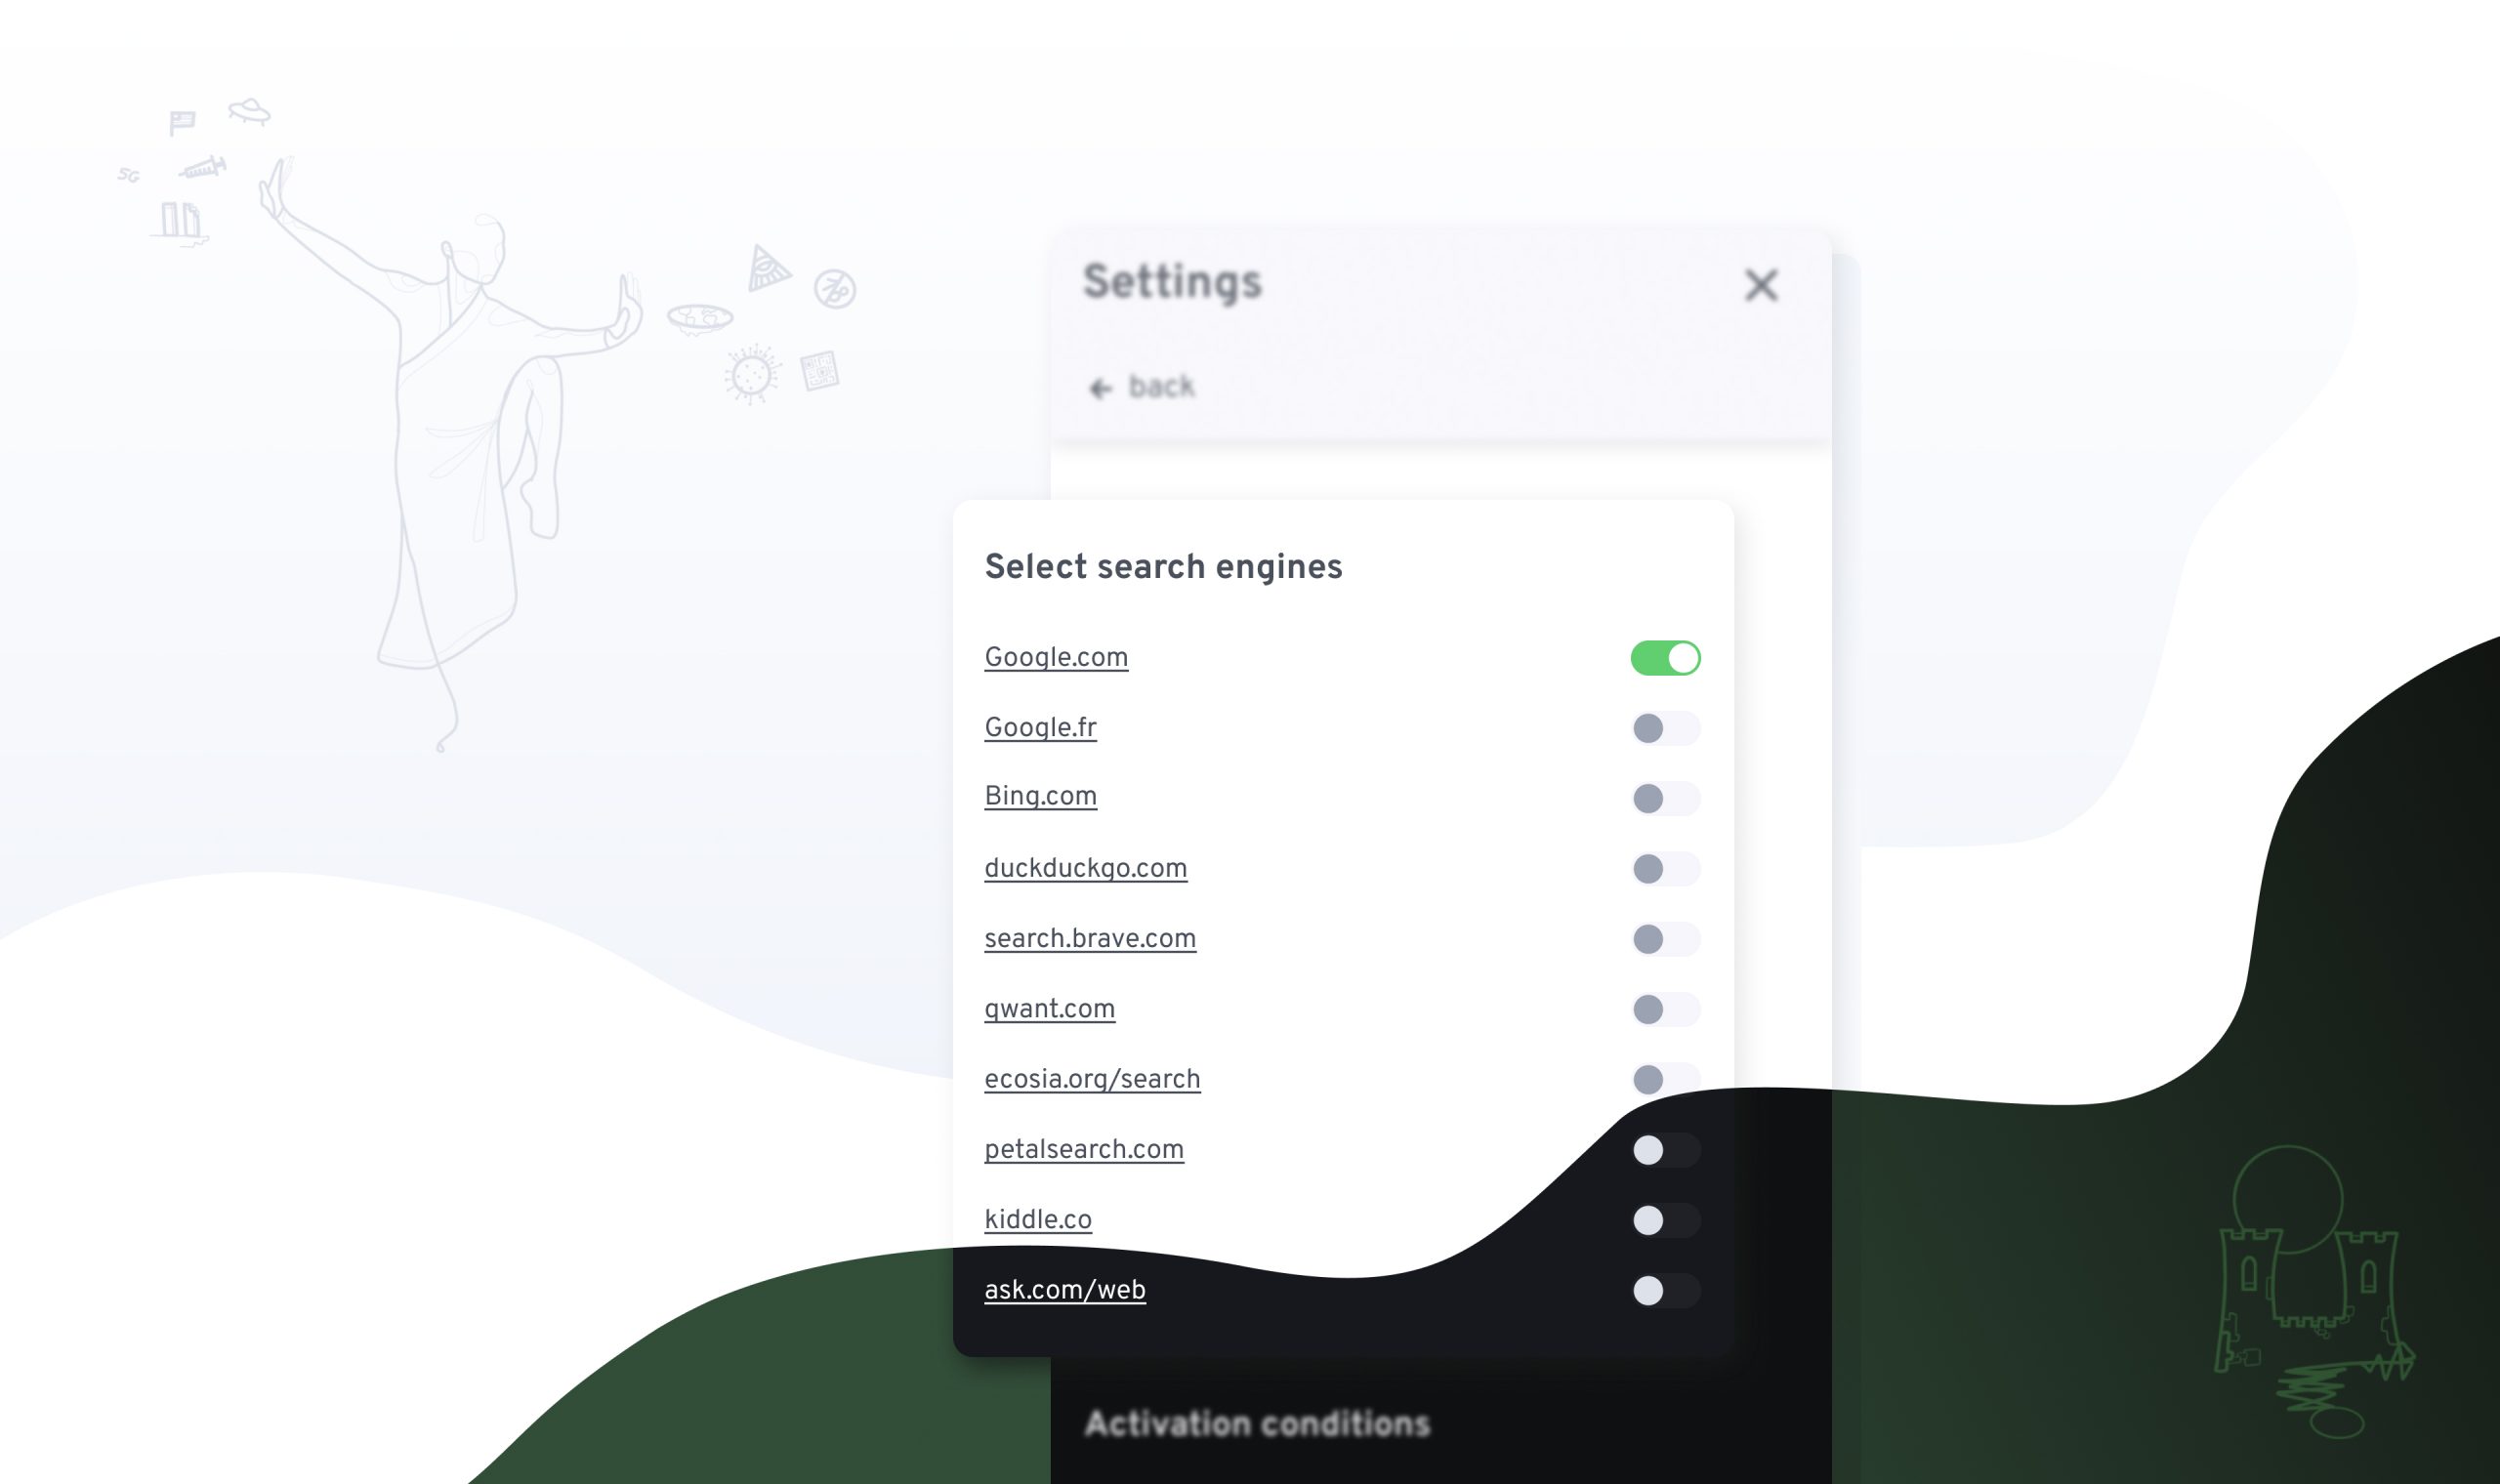 5G
Settings
back
Select search engines
Google.com
Google.fr
Bing.com
duckduckgo.com
search.brave.com
qwant.com
ecosia.org/search
petalsearch.com
kiddle.co
ask.com/web
Activation conditions